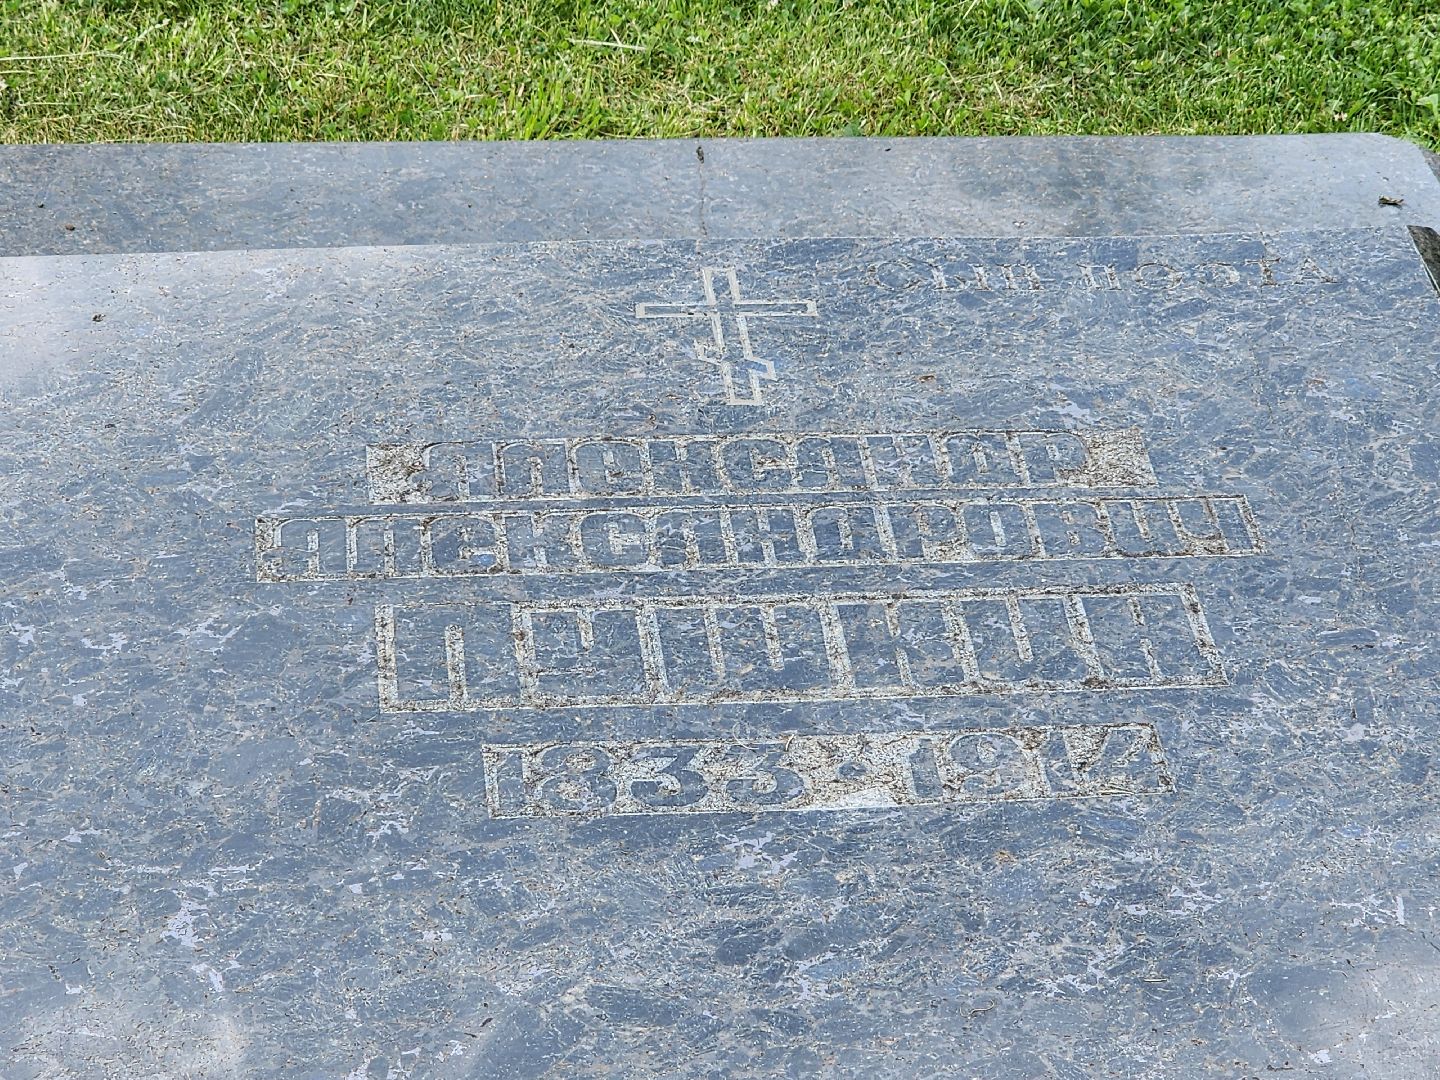 СЫН ПОЭТА
АЛЕКСАНДР
АЛЕКСАНДРОВИЧ
ПУШКИН
1833·1914